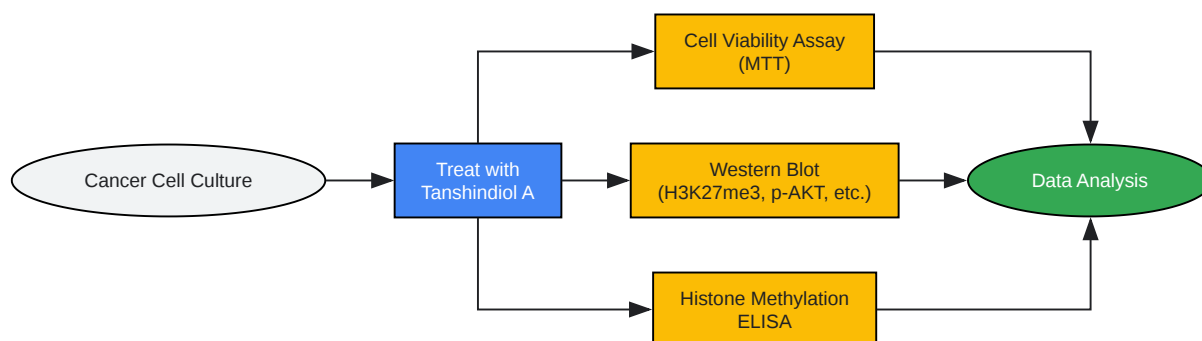 Cancer Cell Culture
Treat with
Tanshindiol A
Cell Viability Assay
(MTT)
Western Blot
(H3K27me3, p-AKT, etc.)
Histone Methylation
ELISA
Data Analysis